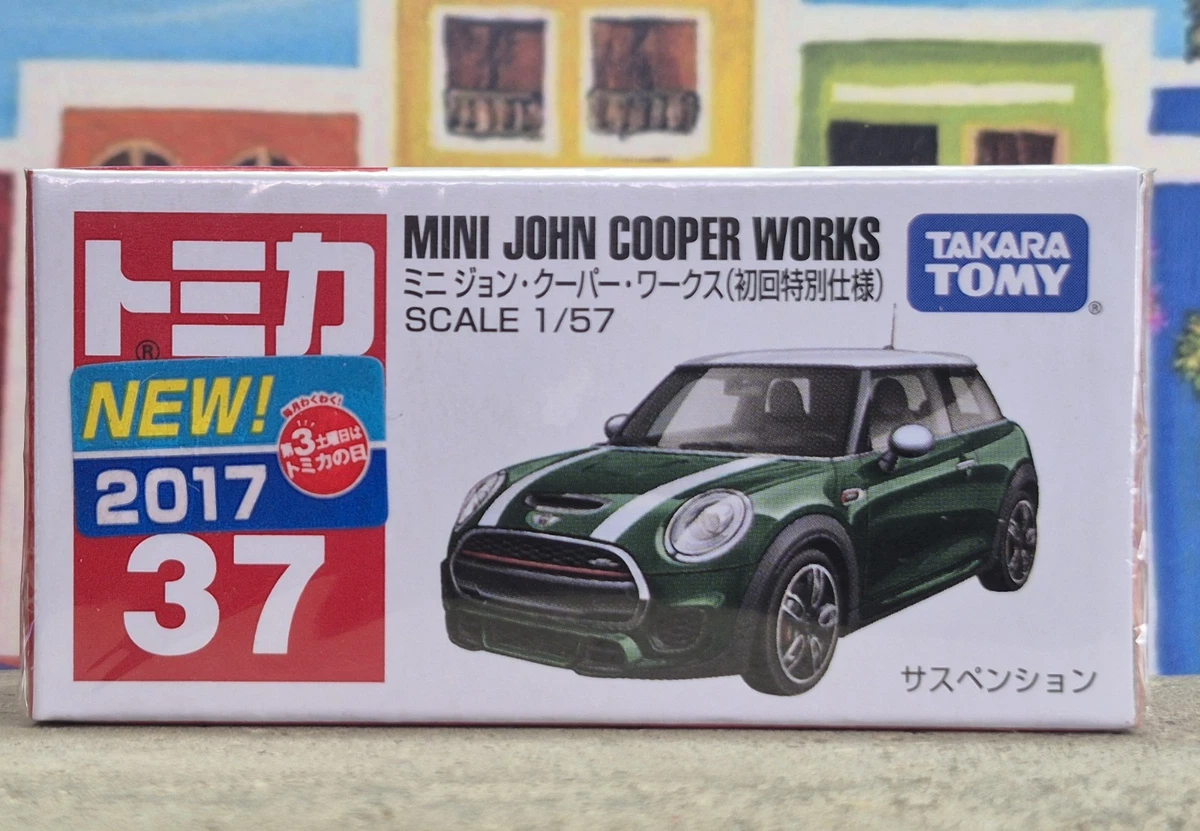 トミカ
®
NEW!
毎月わくわく!
第3土曜日は
トミカの日
2017
37
MINI JOHN COOPER WORKS
ミニ ジョン・クーパー・ワークス(初回特別仕様)
SCALE 1/57
TAKARA
TOMY
®
サスペンション